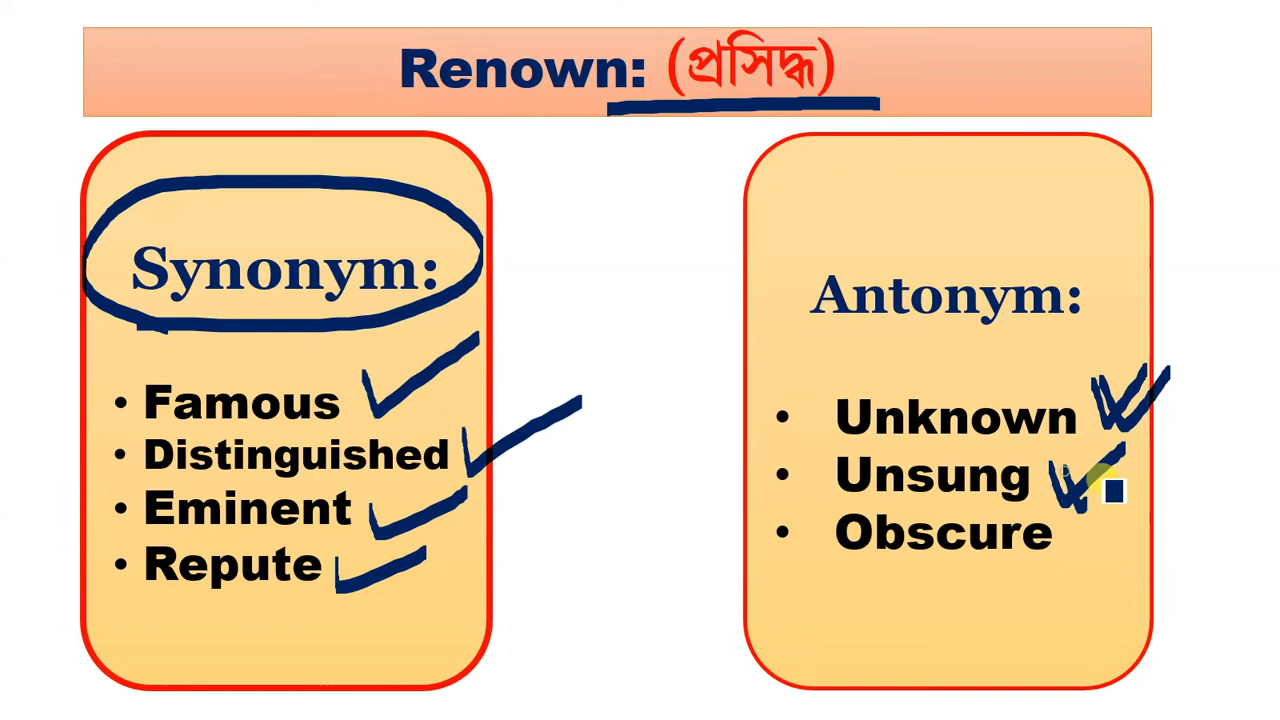 Renown: (প্রসিদ্ধ)
Synonym:
• Famous
• Distinguished
• Eminent
• Repute
Antonym:
• Unknown
• Unsung
• Obscure